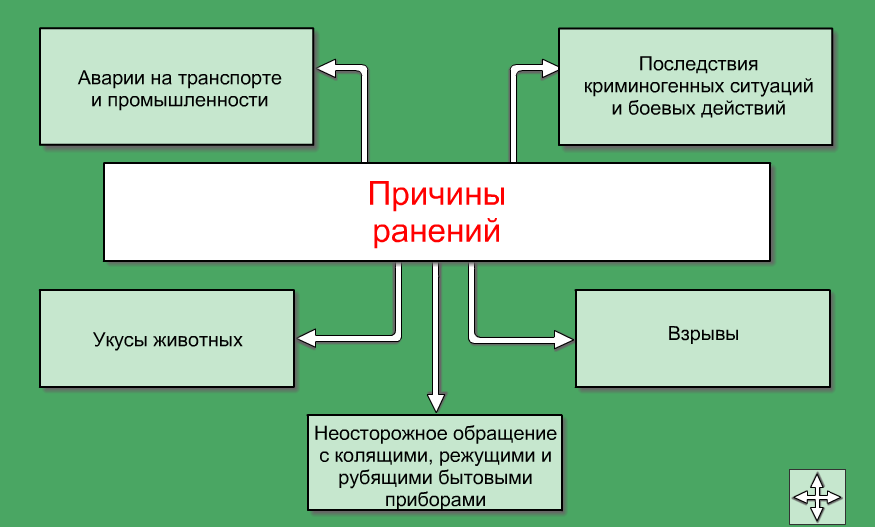 Аварии на транспорте
и промышленности
Последствия
криминогенных ситуаций
и боевых действий
Причины
ранений
Укусы животных
Взрывы
Неосторожное обращение
с колящими, режущими и
рубящими бытовыми
приборами